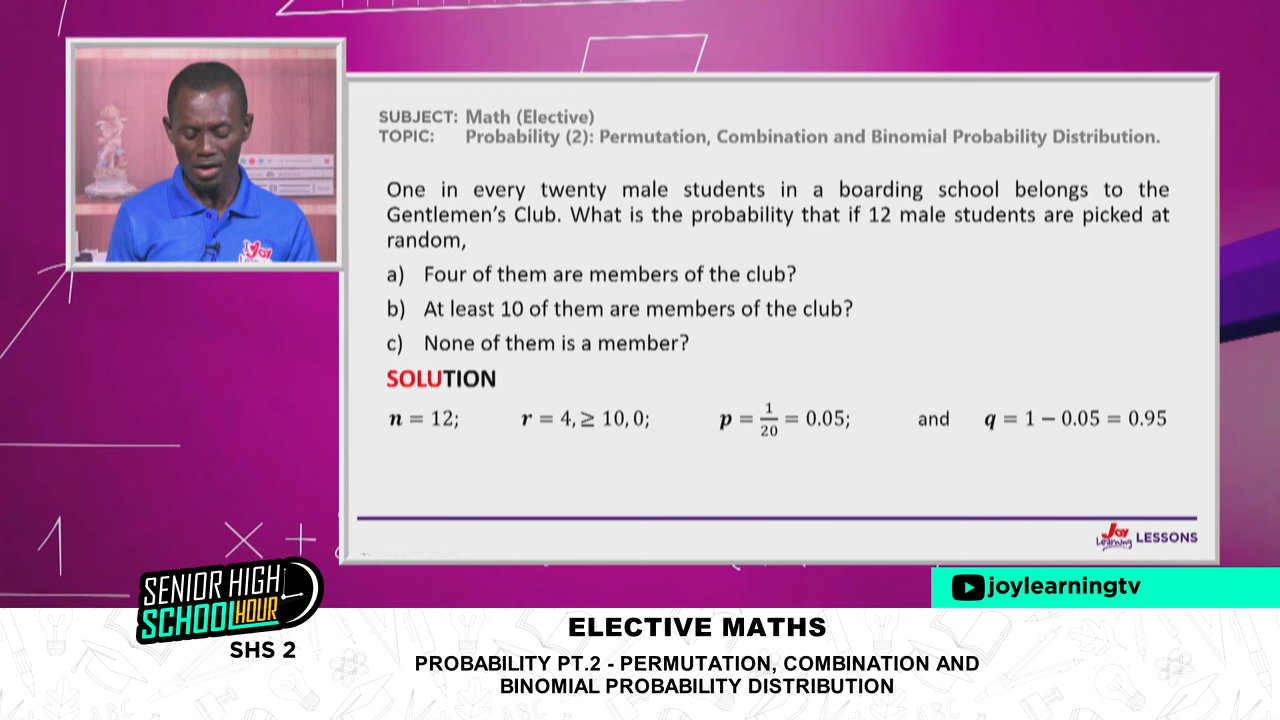 SUBJECT: Math (Elective)
TOPIC: Probability (2): Permutation, Combination and Binomial Probability Distribution.
One in every twenty male students in a boarding school belongs to the
Gentlemen's Club. What is the probability that if 12 male students are picked at
random,
a) Four of them are members of the club?
b) At least 10 of them are members of the club?
c) None of them is a member?
SOLUTION
n = 12; r = 4, ≥ 10, 0; p = 1/20 = 0.05; and q = 1 − 0.05 = 0.95
Joy
Learning LESSONS
1
× +
joylearningtv
SENIOR HIGH
SCHOOL HOUR
SHS 2
ELECTIVE MATHS
PROBABILITY PT.2 - PERMUTATION, COMBINATION AND
BINOMIAL PROBABILITY DISTRIBUTION